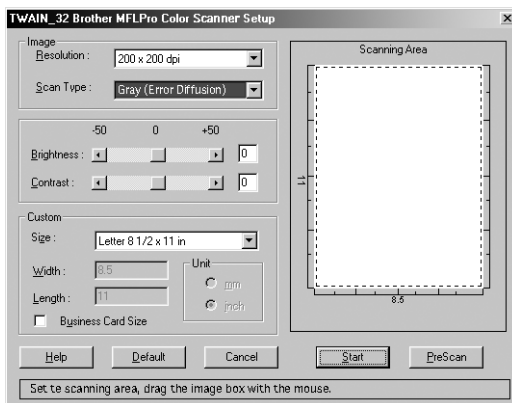 TWAIN_32 Brother MFLPro Color Scanner Setup
Image
Resolution : 200 x 200 dpi
Scan Type : Gray (Error Diffusion)
-50 0 +50
Brightness : 0
Contrast : 0
Custom
Size : Letter 8 1/2 x 11 in
Width : 8.5
Length : 11
Unit
mm
inch
Business Card Size
Scanning Area
11
8.5
Help Default Cancel Start PreScan
Set te scanning area, drag the image box with the mouse.